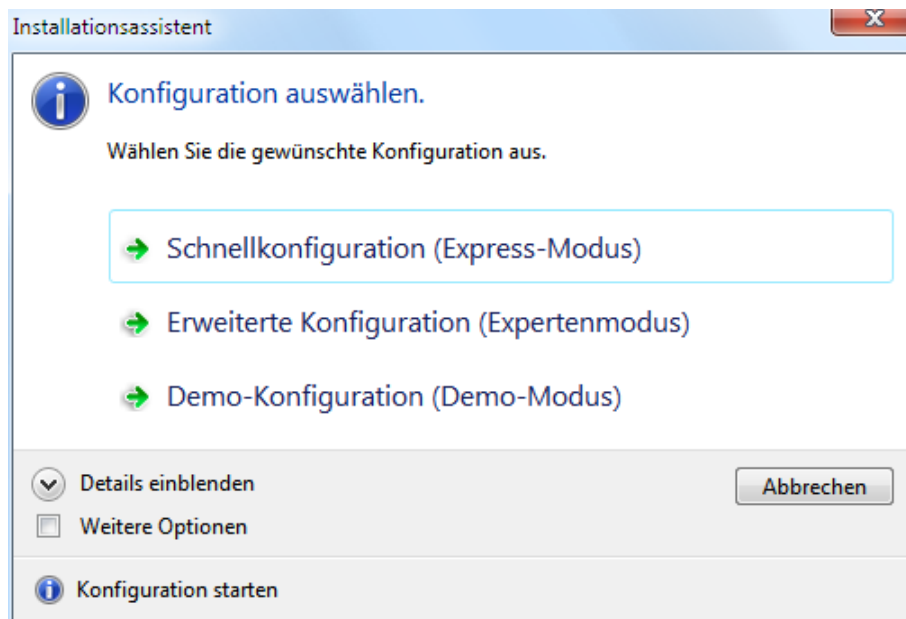 Installationsassistent
Konfiguration auswählen.
Wählen Sie die gewünschte Konfiguration aus.
Schnellkonfiguration (Express-Modus)
Erweiterte Konfiguration (Expertenmodus)
Demo-Konfiguration (Demo-Modus)
Details einblenden
Abbrechen
Weitere Optionen
Konfiguration starten